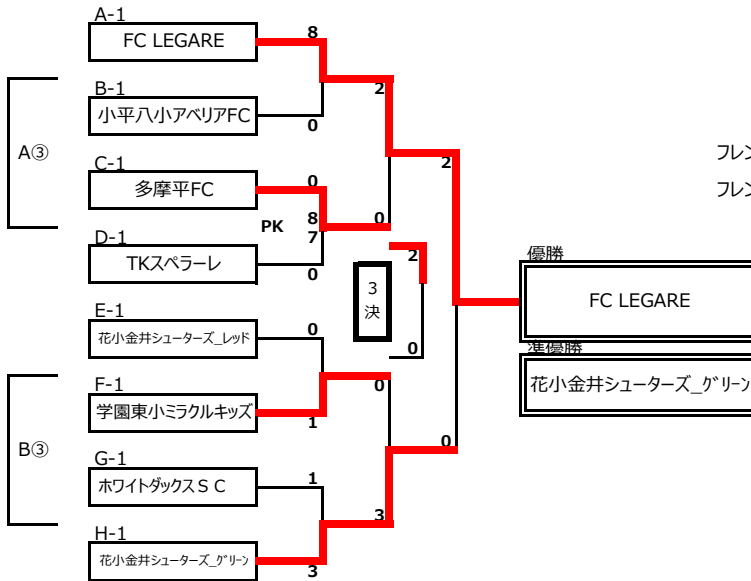 A-1
FC LEGARE
8
B-1
2
小平八小アベリアFC
0
A③
C-1
2
フレン
多摩平FC
0
フレン
PK
8
0
7
D-1
TKスペラーレ
0
2
優勝
3
決
FC LEGARE
E-1
花小金井シューターズ_レッド
0
0
準優勝
F-1
0
花小金井シューターズ_グリーン
学園東小ミラクルキッズ
1
B③
0
G-1
ホワイトダックスSC
1
3
H-1
花小金井シューターズ_グリーン
3